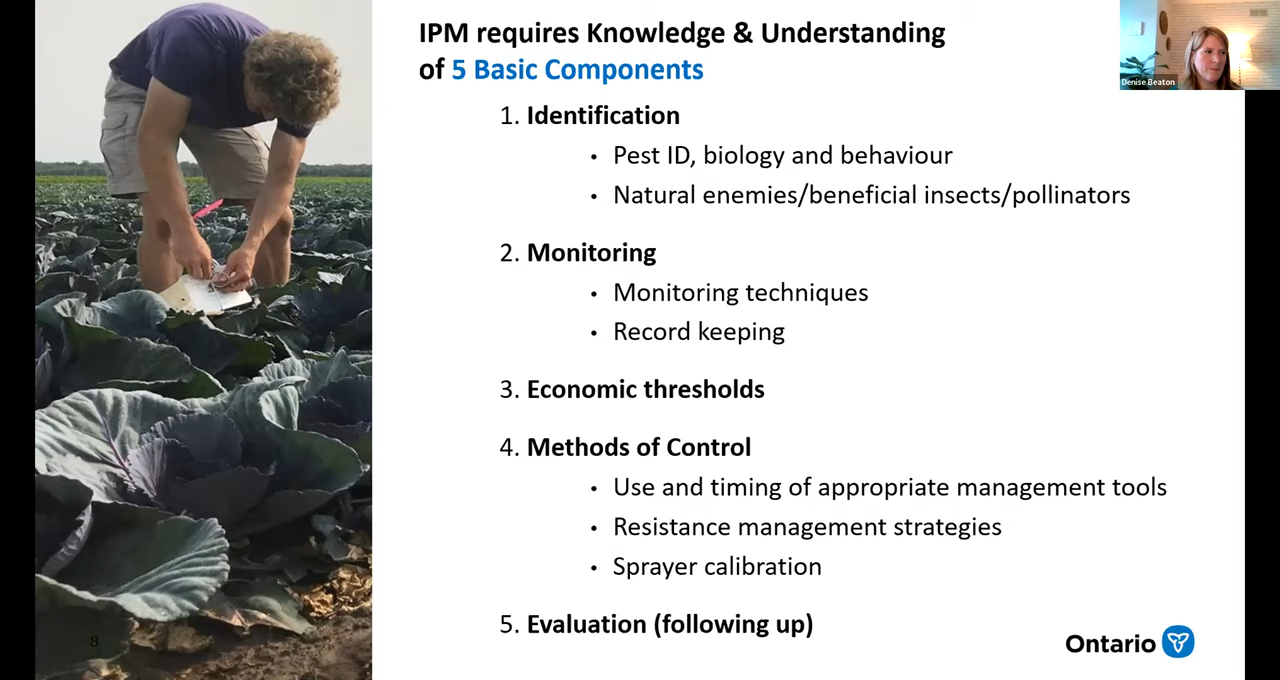 IPM requires Knowledge & Understanding
of 5 Basic Components
Denise Beaton
1. Identification
• Pest ID, biology and behaviour
• Natural enemies/beneficial insects/pollinators
2. Monitoring
• Monitoring techniques
• Record keeping
3. Economic thresholds
4. Methods of Control
• Use and timing of appropriate management tools
• Resistance management strategies
• Sprayer calibration
5. Evaluation (following up)
8
Ontario